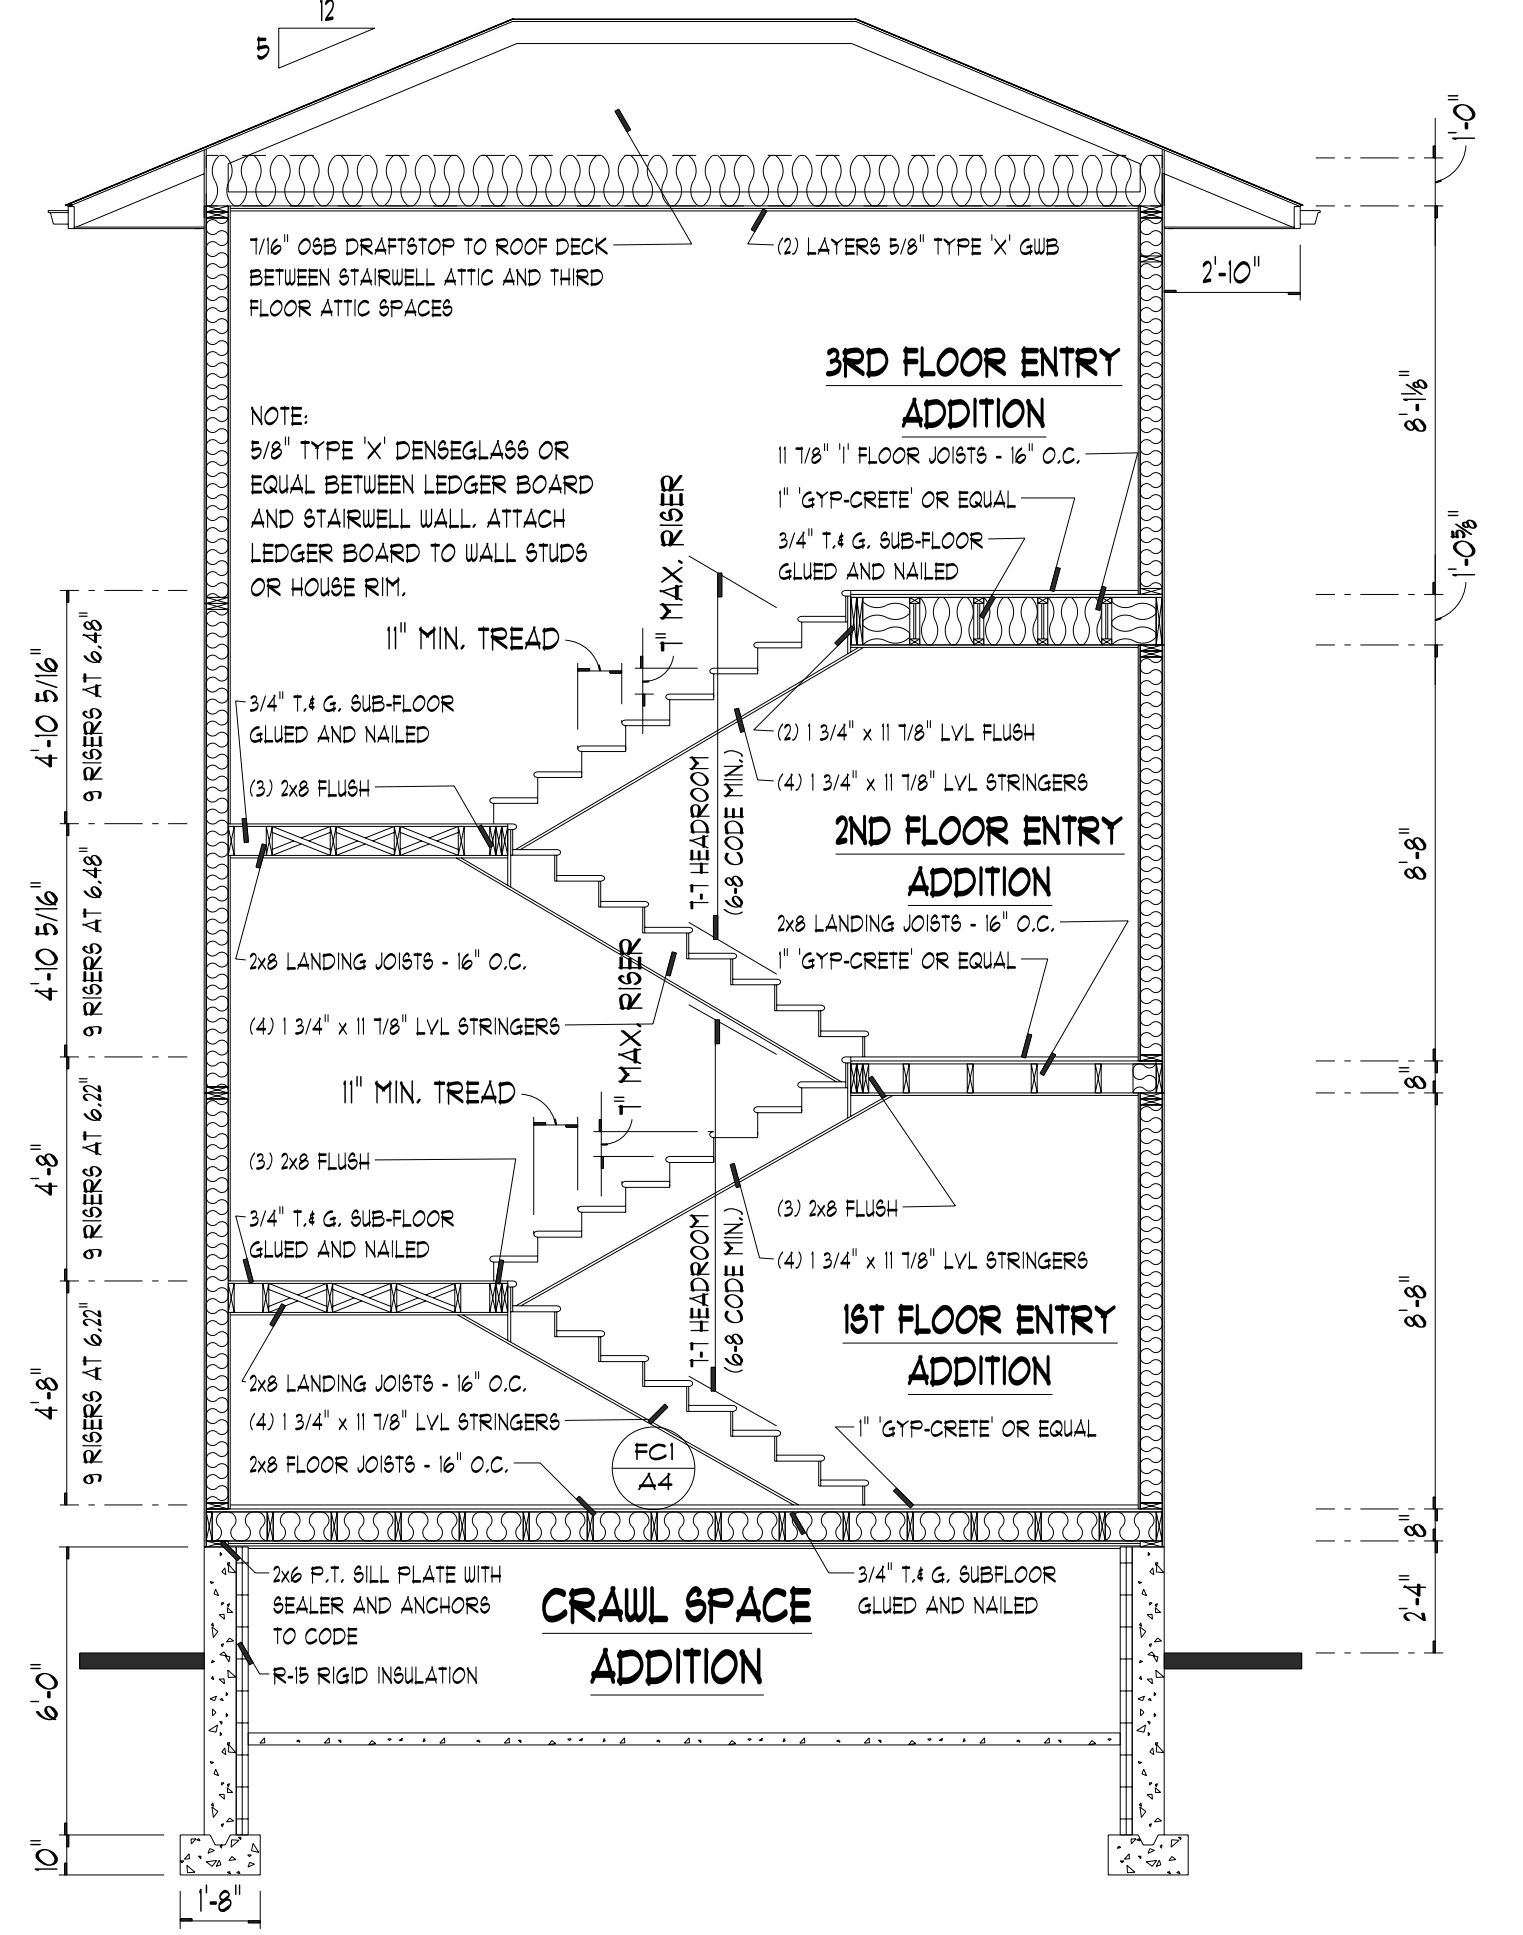 12
5
1'-0"
7/16" OSB DRAFTSTOP TO ROOF DECK
BETWEEN STAIRWELL ATTIC AND THIRD
FLOOR ATTIC SPACES
(2) LAYERS 5/8" TYPE 'X' GWB
2'-10"
3RD FLOOR ENTRY
ADDITION
8'-1⅛"
NOTE:
5/8" TYPE 'X' DENSEGLASS OR
EQUAL BETWEEN LEDGER BOARD
AND STAIRWELL WALL. ATTACH
LEDGER BOARD TO WALL STUDS
OR HOUSE RIM.
11 7/8" 'I' FLOOR JOISTS - 16" O.C.
1" 'GYP-CRETE' OR EQUAL
3/4" T.& G. SUB-FLOOR
GLUED AND NAILED
1'-0⅝"
7" MAX. RISER
11" MIN. TREAD
4'-10 5/16"
9 RISERS AT 6.48"
3/4" T.& G. SUB-FLOOR
GLUED AND NAILED
(3) 2x8 FLUSH
(2) 1 3/4" x 11 7/8" LVL FLUSH
(4) 1 3/4" x 11 7/8" LVL STRINGERS
7-7 HEADROOM
(6-8 CODE MIN.)
2ND FLOOR ENTRY
ADDITION
8'-8"
4'-10 5/16"
9 RISERS AT 6.48"
2x8 LANDING JOISTS - 16" O.C.
1" 'GYP-CRETE' OR EQUAL
2x8 LANDING JOISTS - 16" O.C.
(4) 1 3/4" x 11 7/8" LVL STRINGERS
7" MAX. RISER
11" MIN. TREAD
8"
4'-8"
9 RISERS AT 6.22"
(3) 2x8 FLUSH
3/4" T.& G. SUB-FLOOR
GLUED AND NAILED
(3) 2x8 FLUSH
(4) 1 3/4" x 11 7/8" LVL STRINGERS
7-7 HEADROOM
(6-8 CODE MIN.)
1ST FLOOR ENTRY
ADDITION
8'-8"
4'-8"
9 RISERS AT 6.22"
2x8 LANDING JOISTS - 16" O.C.
(4) 1 3/4" x 11 7/8" LVL STRINGERS
2x8 FLOOR JOISTS - 16" O.C.
FC1
A4
1" 'GYP-CRETE' OR EQUAL
8"
2x6 P.T. SILL PLATE WITH
SEALER AND ANCHORS
TO CODE
R-15 RIGID INSULATION
CRAWL SPACE
ADDITION
3/4" T.& G. SUBFLOOR
GLUED AND NAILED
2'-4"
6'-0"
10"
1'-8"